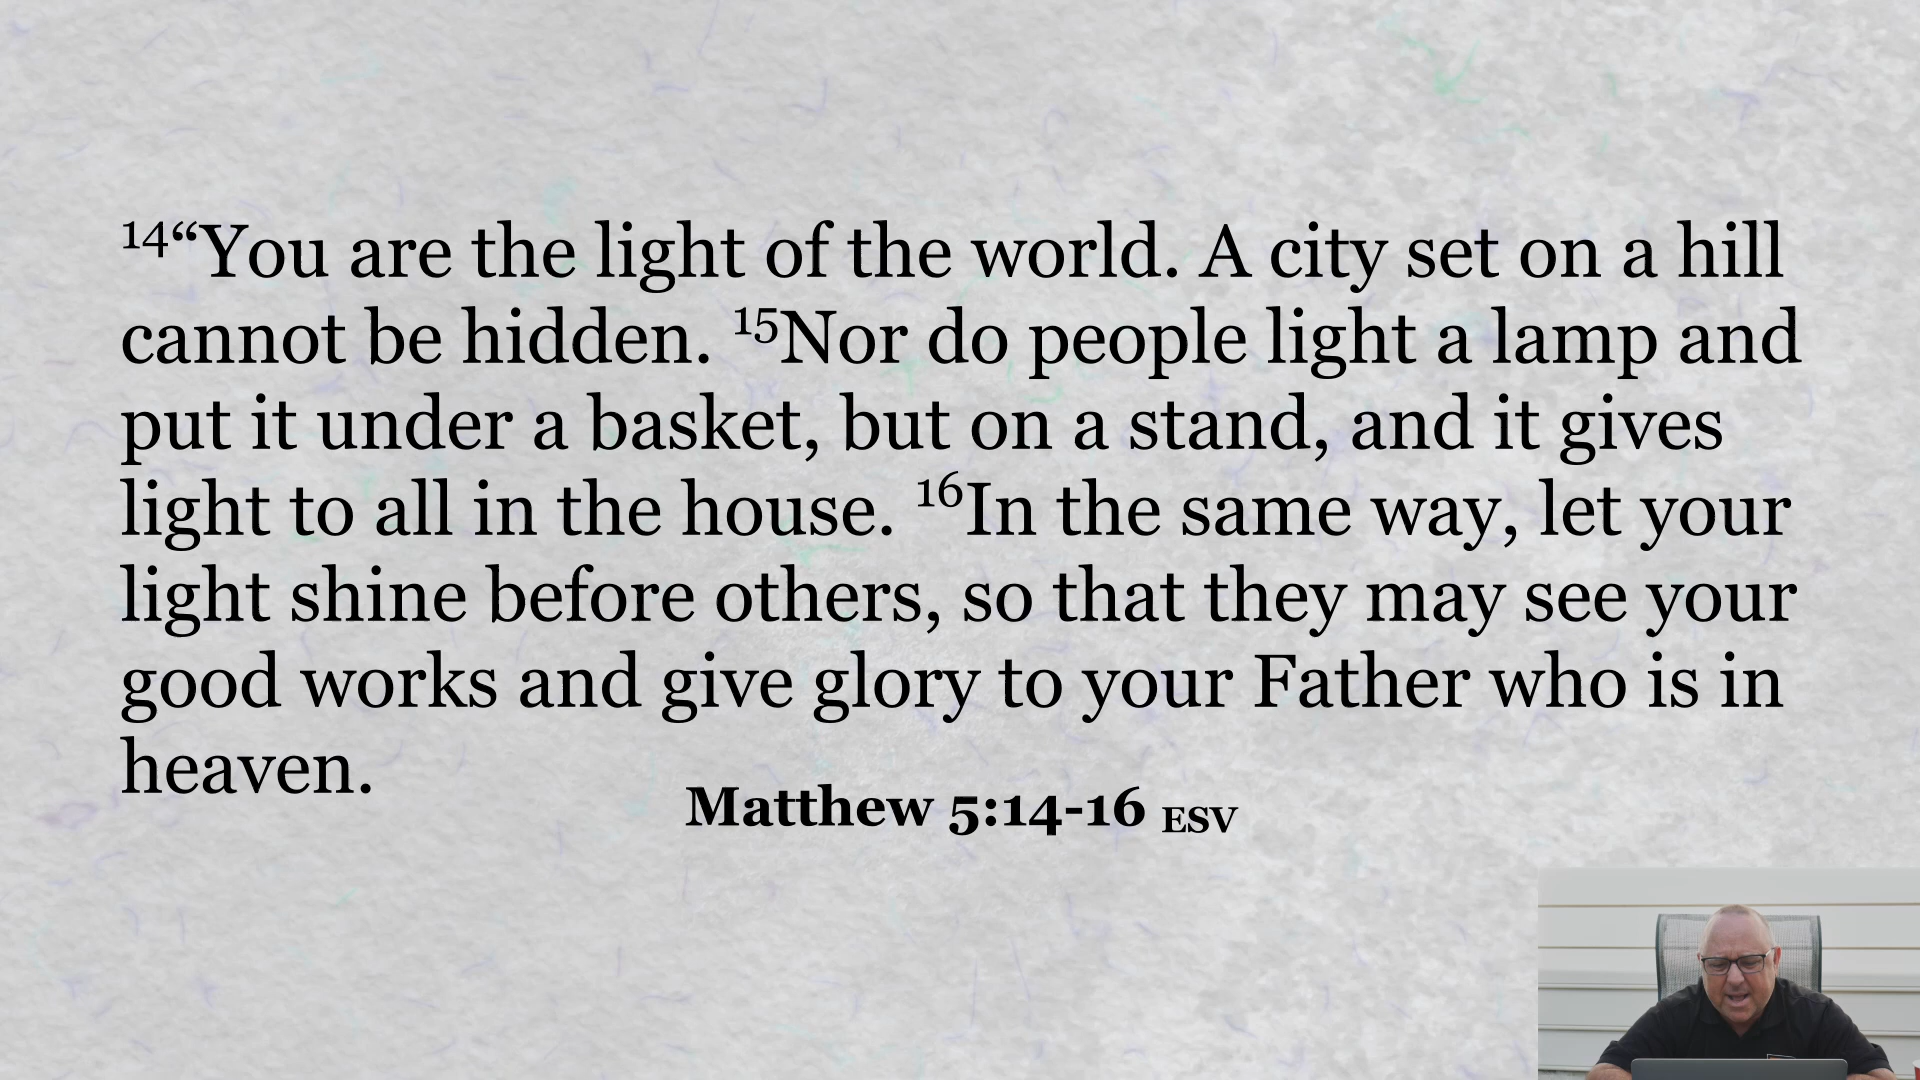 14“You are the light of the world. A city set on a hill
cannot be hidden. 15Nor do people light a lamp and
put it under a basket, but on a stand, and it gives
light to all in the house. 16In the same way, let your
light shine before others, so that they may see your
good works and give glory to your Father who is in
heaven.
Matthew 5:14-16 ESV